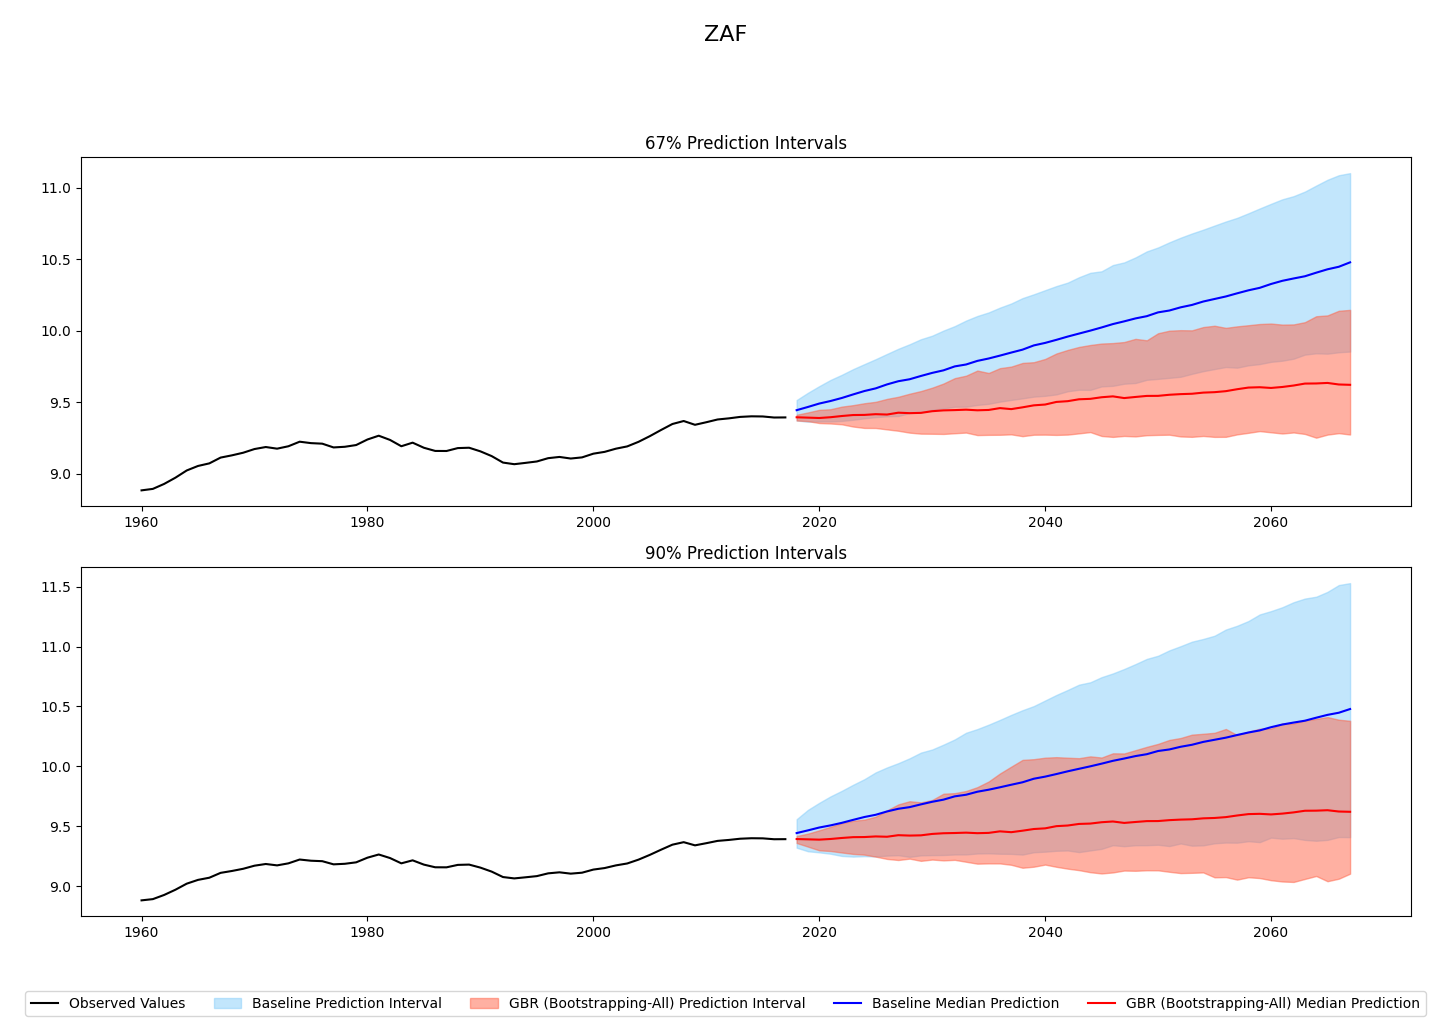 ZAF
67% Prediction Intervals
11.0
10.5
10.0
9.5
9.0
1960 1980 2000 2020 2040 2060
90% Prediction Intervals
11.5
11.0
10.5
10.0
9.5
9.0
1960 1980 2000 2020 2040 2060
Observed Values Baseline Prediction Interval GBR (Bootstrapping-All) Prediction Interval Baseline Median Prediction GBR (Bootstrapping-All) Median Prediction